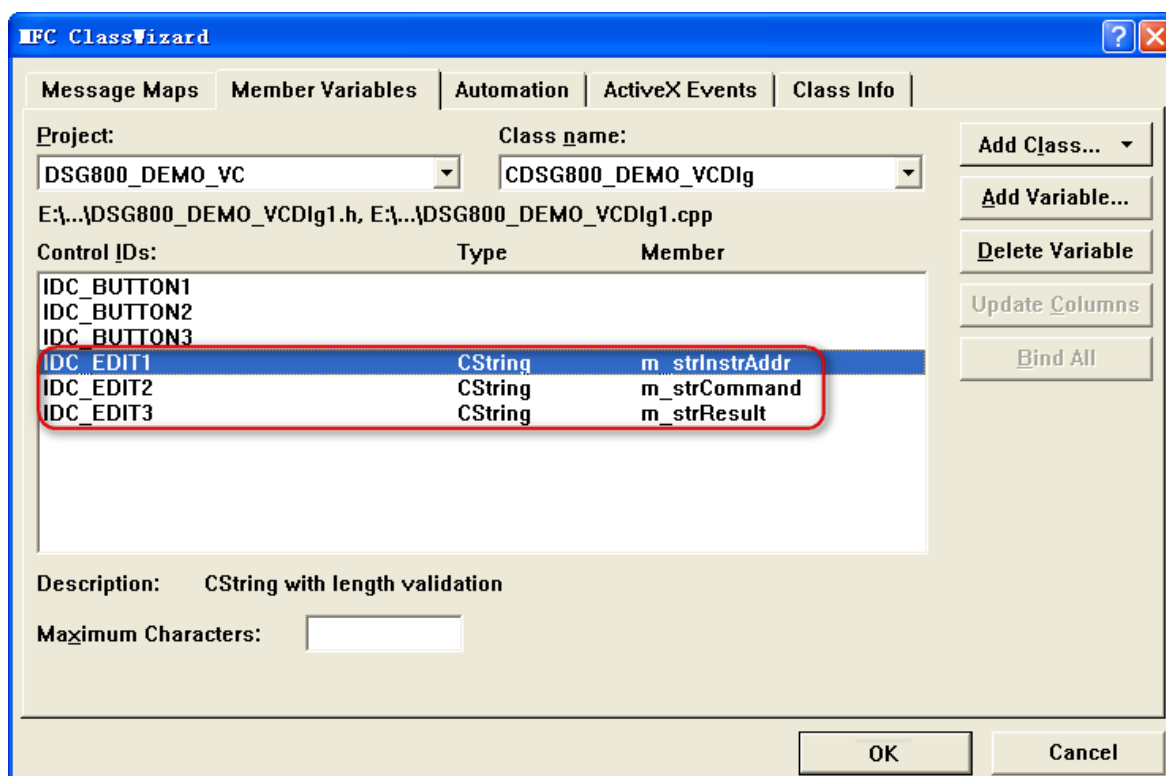 MFC ClassWizard
Message Maps Member Variables Automation ActiveX Events Class Info
Project: Class name:
DSG800_DEMO_VC CDSG800_DEMO_VCDlg
E:\...\DSG800_DEMO_VCDlg1.h, E:\...\DSG800_DEMO_VCDlg1.cpp
Control IDs: Type Member
IDC_BUTTON1
IDC_BUTTON2
IDC_BUTTON3
IDC_EDIT1 CString m_strInstrAddr
IDC_EDIT2 CString m_strCommand
IDC_EDIT3 CString m_strResult
Add Class...
Add Variable...
Delete Variable
Update Columns
Bind All
Description: CString with length validation
Maximum Characters:
OK Cancel